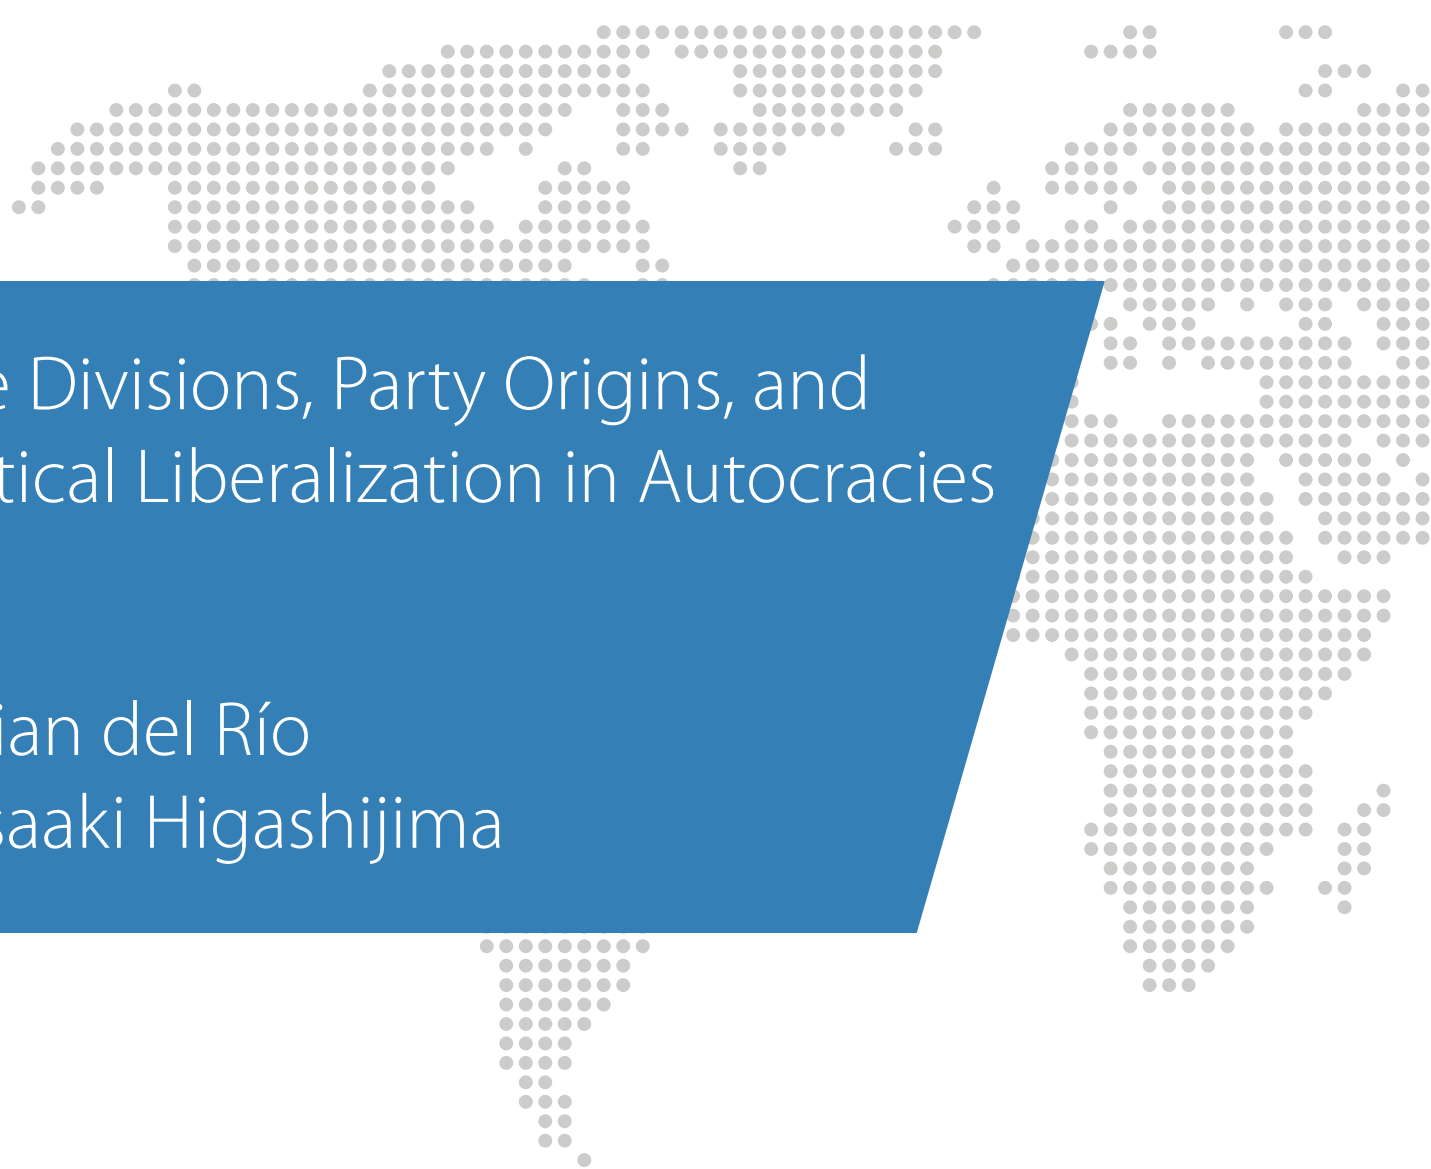 e Divisions, Party Origins, and
tical Liberalization in Autocracies
ian del Río
saaki Higashijima